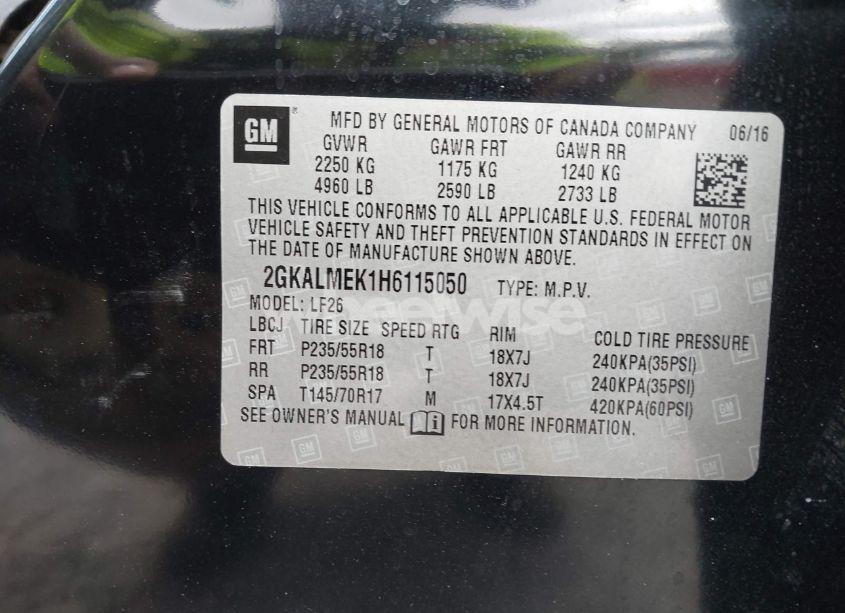 GM ® MFD BY GENERAL MOTORS OF CANADA COMPANY 06/16
GVWR GAWR FRT GAWR RR
2250 KG 1175 KG 1240 KG
4960 LB 2590 LB 2733 LB
THIS VEHICLE CONFORMS TO ALL APPLICABLE U.S. FEDERAL MOTOR
VEHICLE SAFETY AND THEFT PREVENTION STANDARDS IN EFFECT ON
THE DATE OF MANUFACTURE SHOWN ABOVE.
2GKALMEK1H6115050 TYPE: M.P.V.
MODEL: LF26
LBCJ TIRE SIZE SPEED RTG RIM COLD TIRE PRESSURE
FRT P235/55R18 T 18X7J 240KPA(35PSI)
RR P235/55R18 T 18X7J 240KPA(35PSI)
SPA T145/70R17 M 17X4.5T 420KPA(60PSI)
SEE OWNER'S MANUAL i FOR MORE INFORMATION.